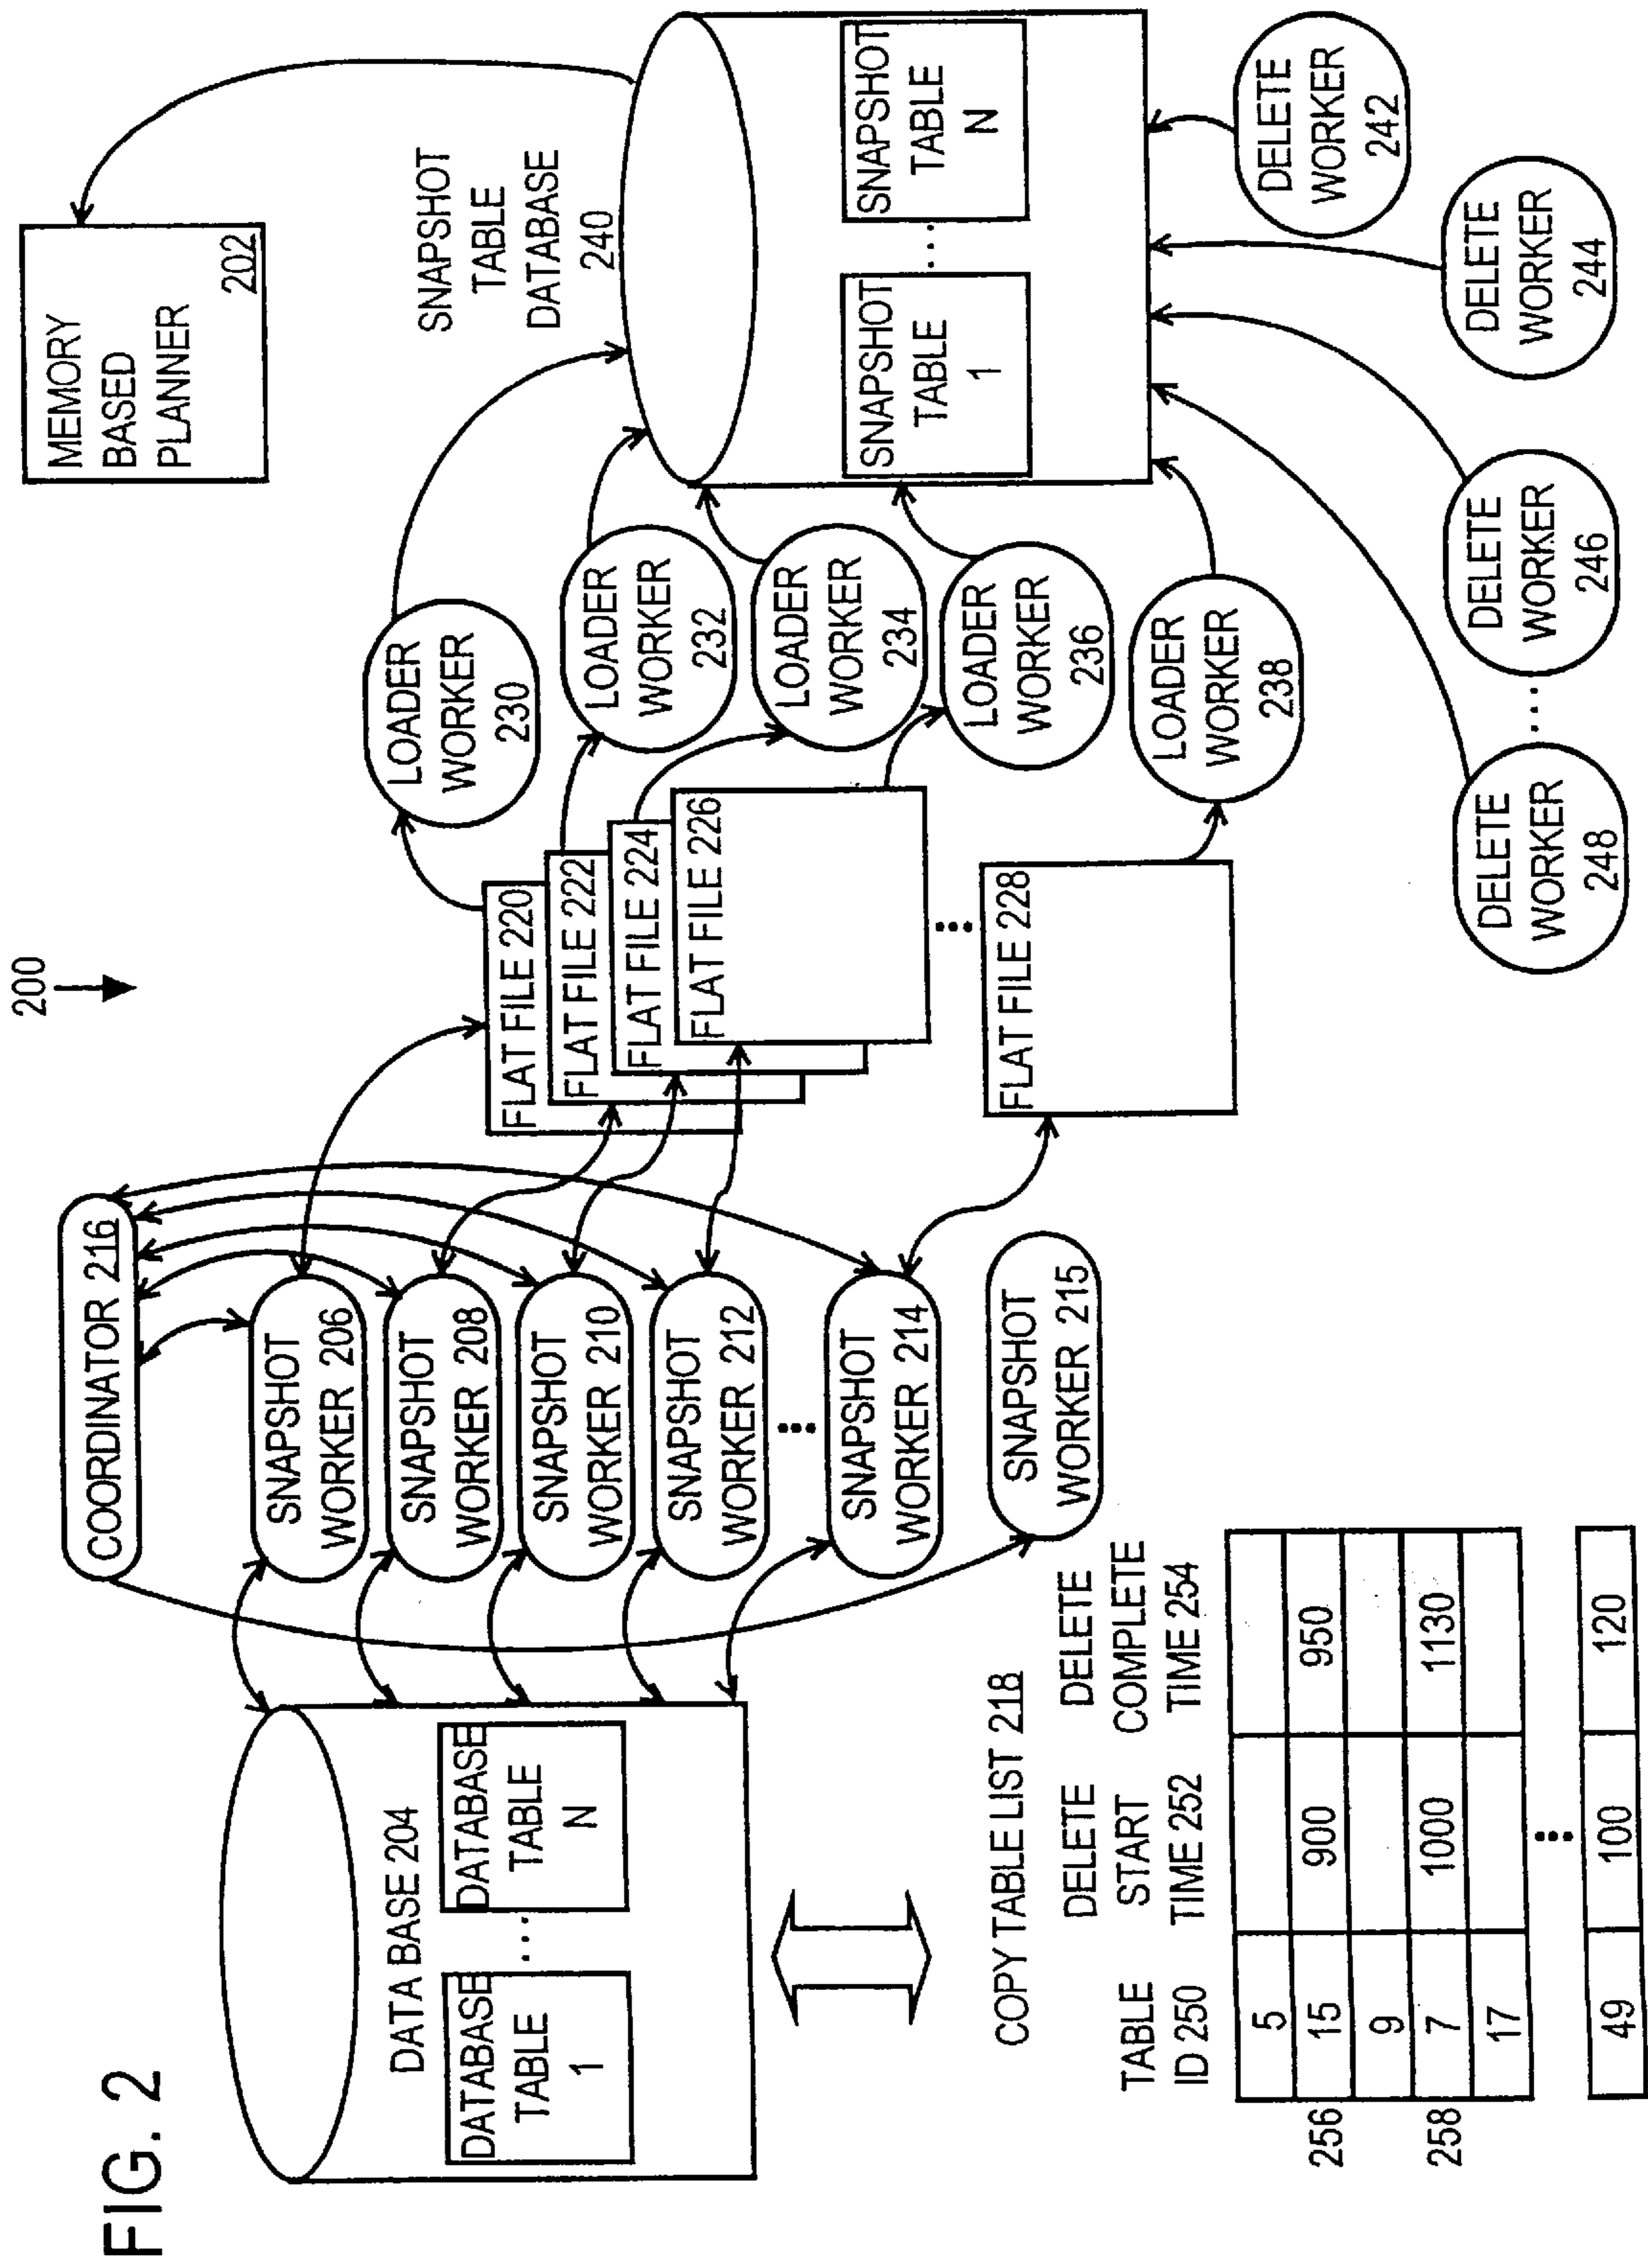 FIG. 2
200
COORDINATOR 216
MEMORY
BASED
PLANNER
202
DATA BASE 204
DATABASE
TABLE
1
....
DATABASE
TABLE
N
SNAPSHOT
WORKER 206
SNAPSHOT
WORKER 208
SNAPSHOT
WORKER 210
SNAPSHOT
WORKER 212
...
SNAPSHOT
WORKER 214
SNAPSHOT
WORKER 215
FLAT FILE 220
FLAT FILE 222
FLAT FILE 224
FLAT FILE 226
...
FLAT FILE 228
LOADER
WORKER
230
LOADER
WORKER
232
LOADER
WORKER
234
LOADER
WORKER
236
LOADER
WORKER
238
SNAPSHOT
TABLE
DATABASE
240
SNAPSHOT
TABLE
1
....
SNAPSHOT
TABLE
N
DELETE
WORKER
242
DELETE
WORKER
244
DELETE
WORKER
246
....
DELETE
WORKER
248
COPY TABLE LIST 218
TABLE
ID 250
DELETE
START
TIME 252
DELETE
COMPLETE
TIME 254
5
256 15 900 950
9
258 7 1000 1130
17
...
49 100 120